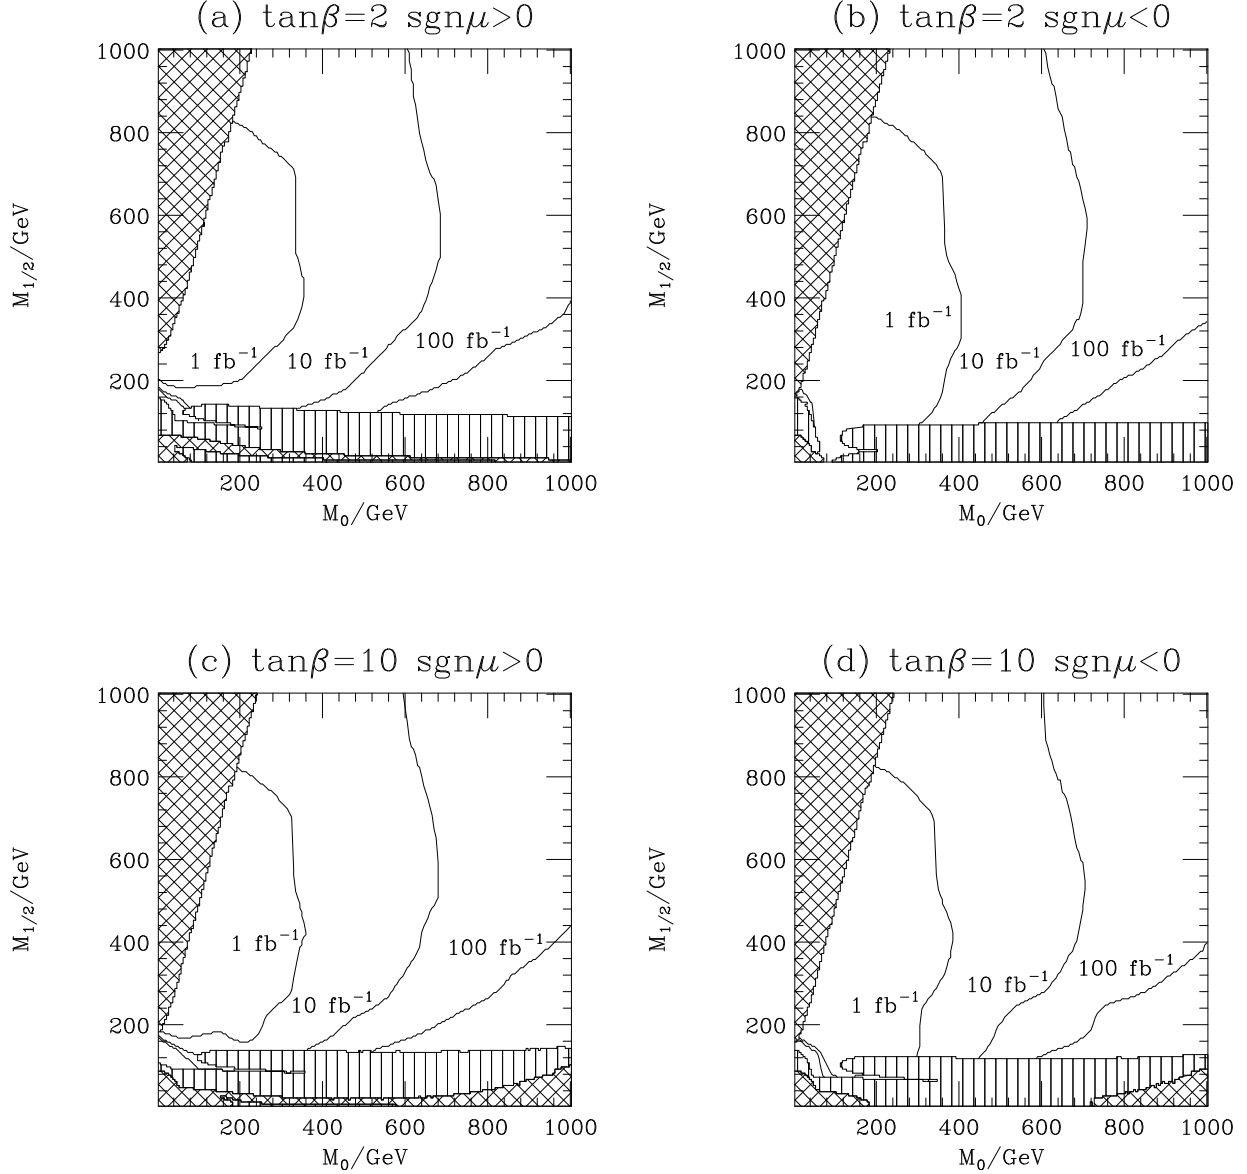 (a) tanβ=2 sgnμ>0
1000
800
600
400
200
M1/2/GeV
1 fb−1
10 fb−1
100 fb−1
200 400 600 800 1000
M0/GeV
(b) tanβ=2 sgnμ<0
1000
800
600
400
200
M1/2/GeV
1 fb−1
10 fb−1
100 fb−1
200 400 600 800 1000
M0/GeV
(c) tanβ=10 sgnμ>0
1000
800
600
400
200
M1/2/GeV
1 fb−1
10 fb−1
100 fb−1
200 400 600 800 1000
M0/GeV
(d) tanβ=10 sgnμ<0
1000
800
600
400
200
M1/2/GeV
1 fb−1
10 fb−1
100 fb−1
200 400 600 800 1000
M0/GeV